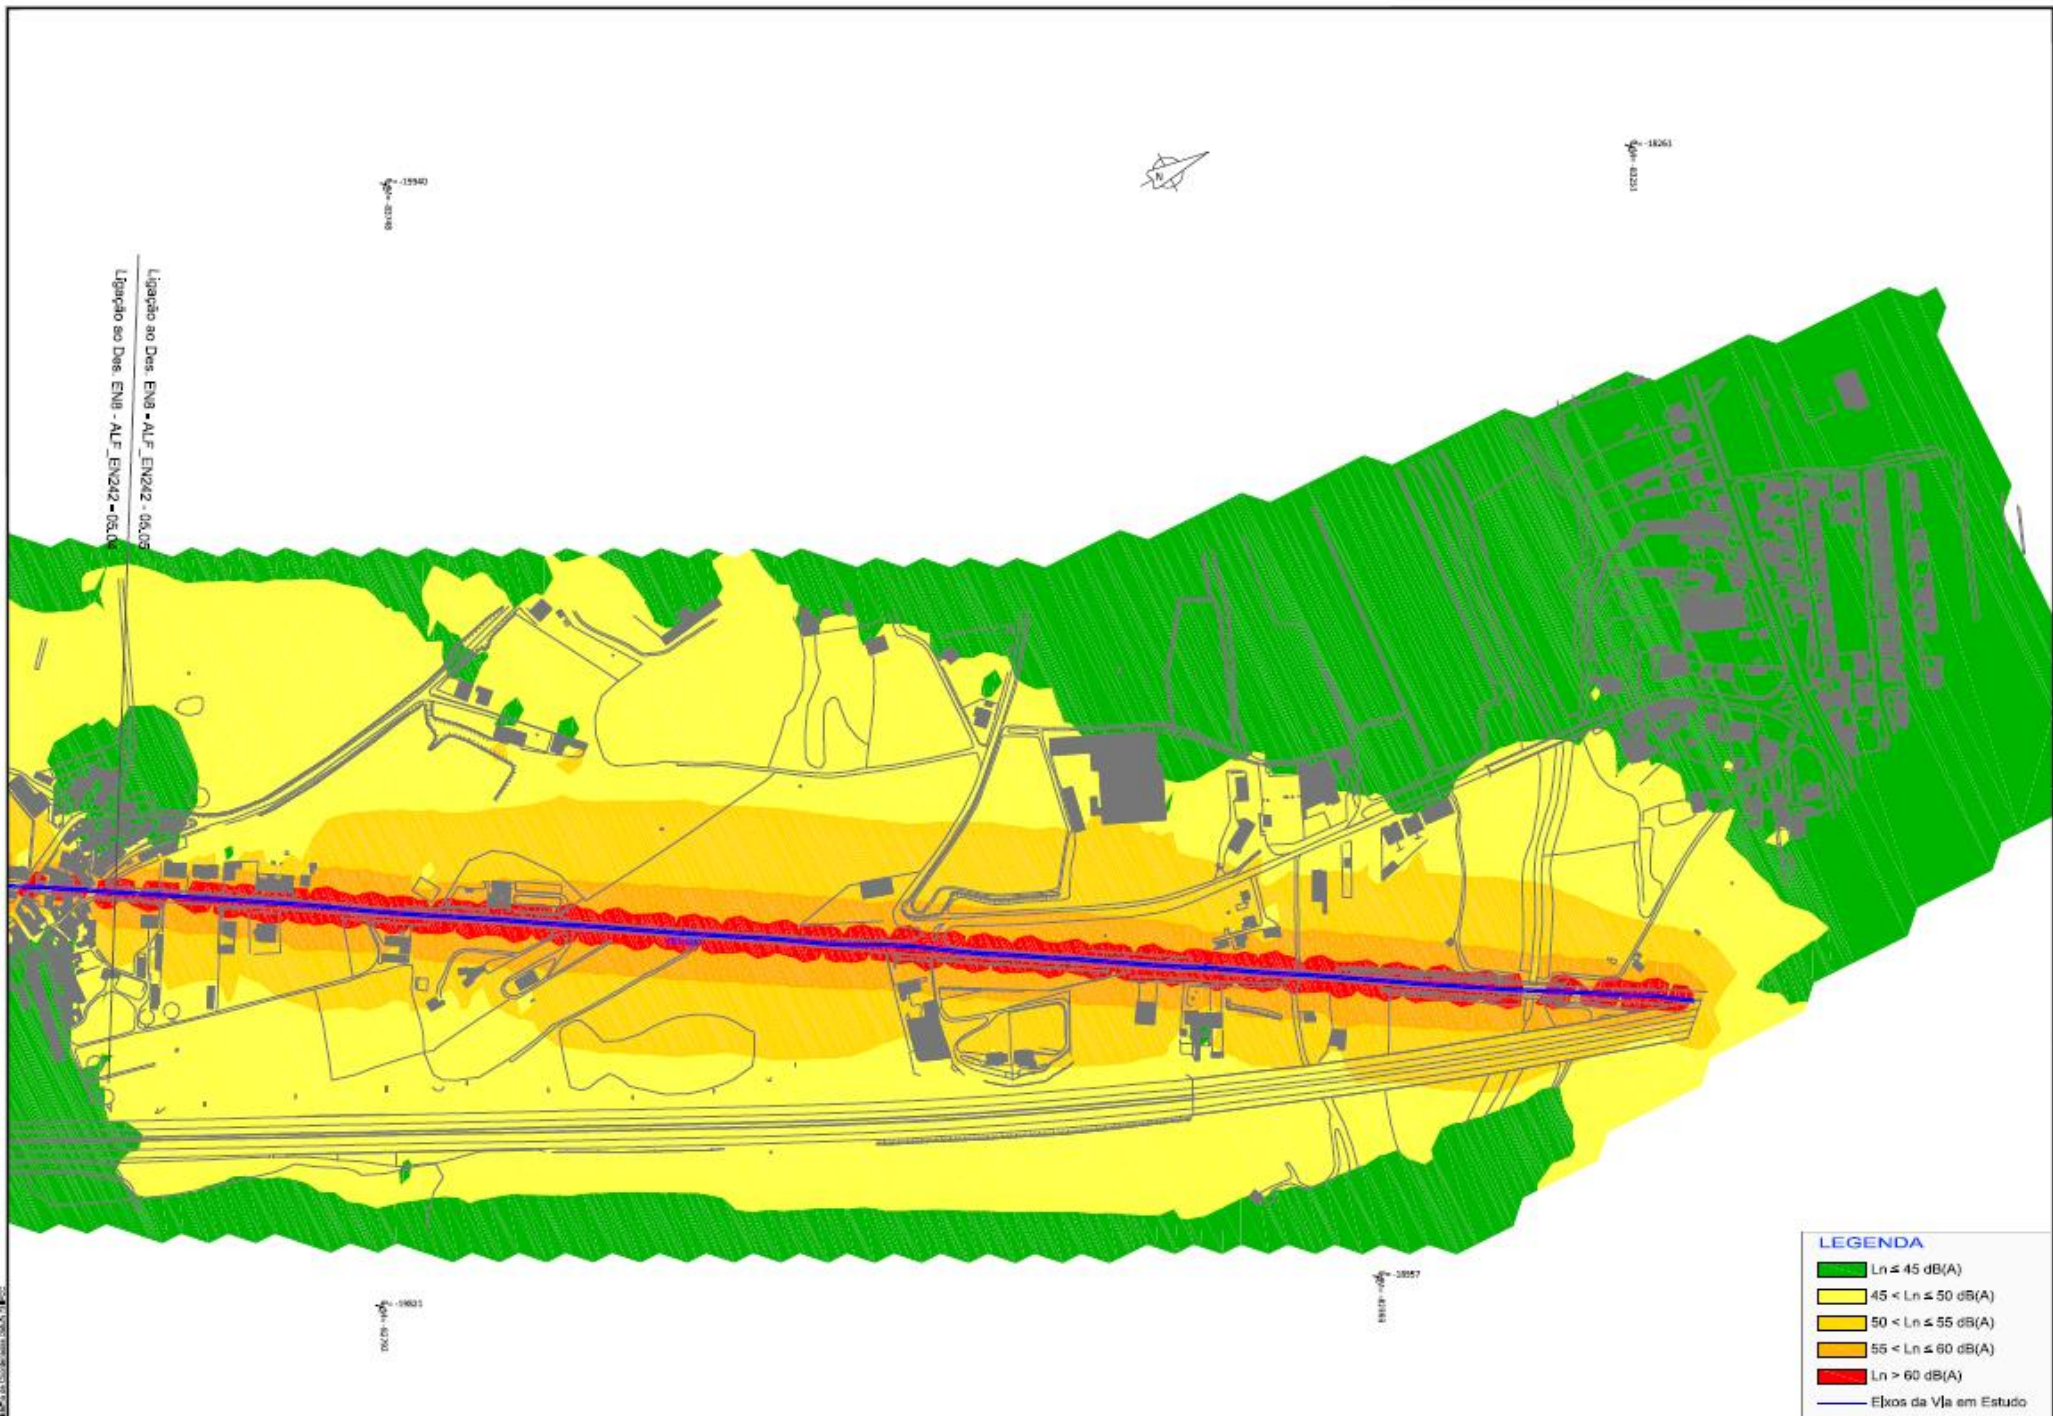 -18263
-19940
Ligação ao Des. EN8 - ALF_EN242 - 05.05
Ligação ao Des. EN8 - ALF_EN242 - 05.04
N
LEGENDA
Ln ≤ 45 dB(A)
45 < Ln ≤ 50 dB(A)
50 < Ln ≤ 55 dB(A)
55 < Ln ≤ 60 dB(A)
Ln > 60 dB(A)
Eixos da Via em Estudo